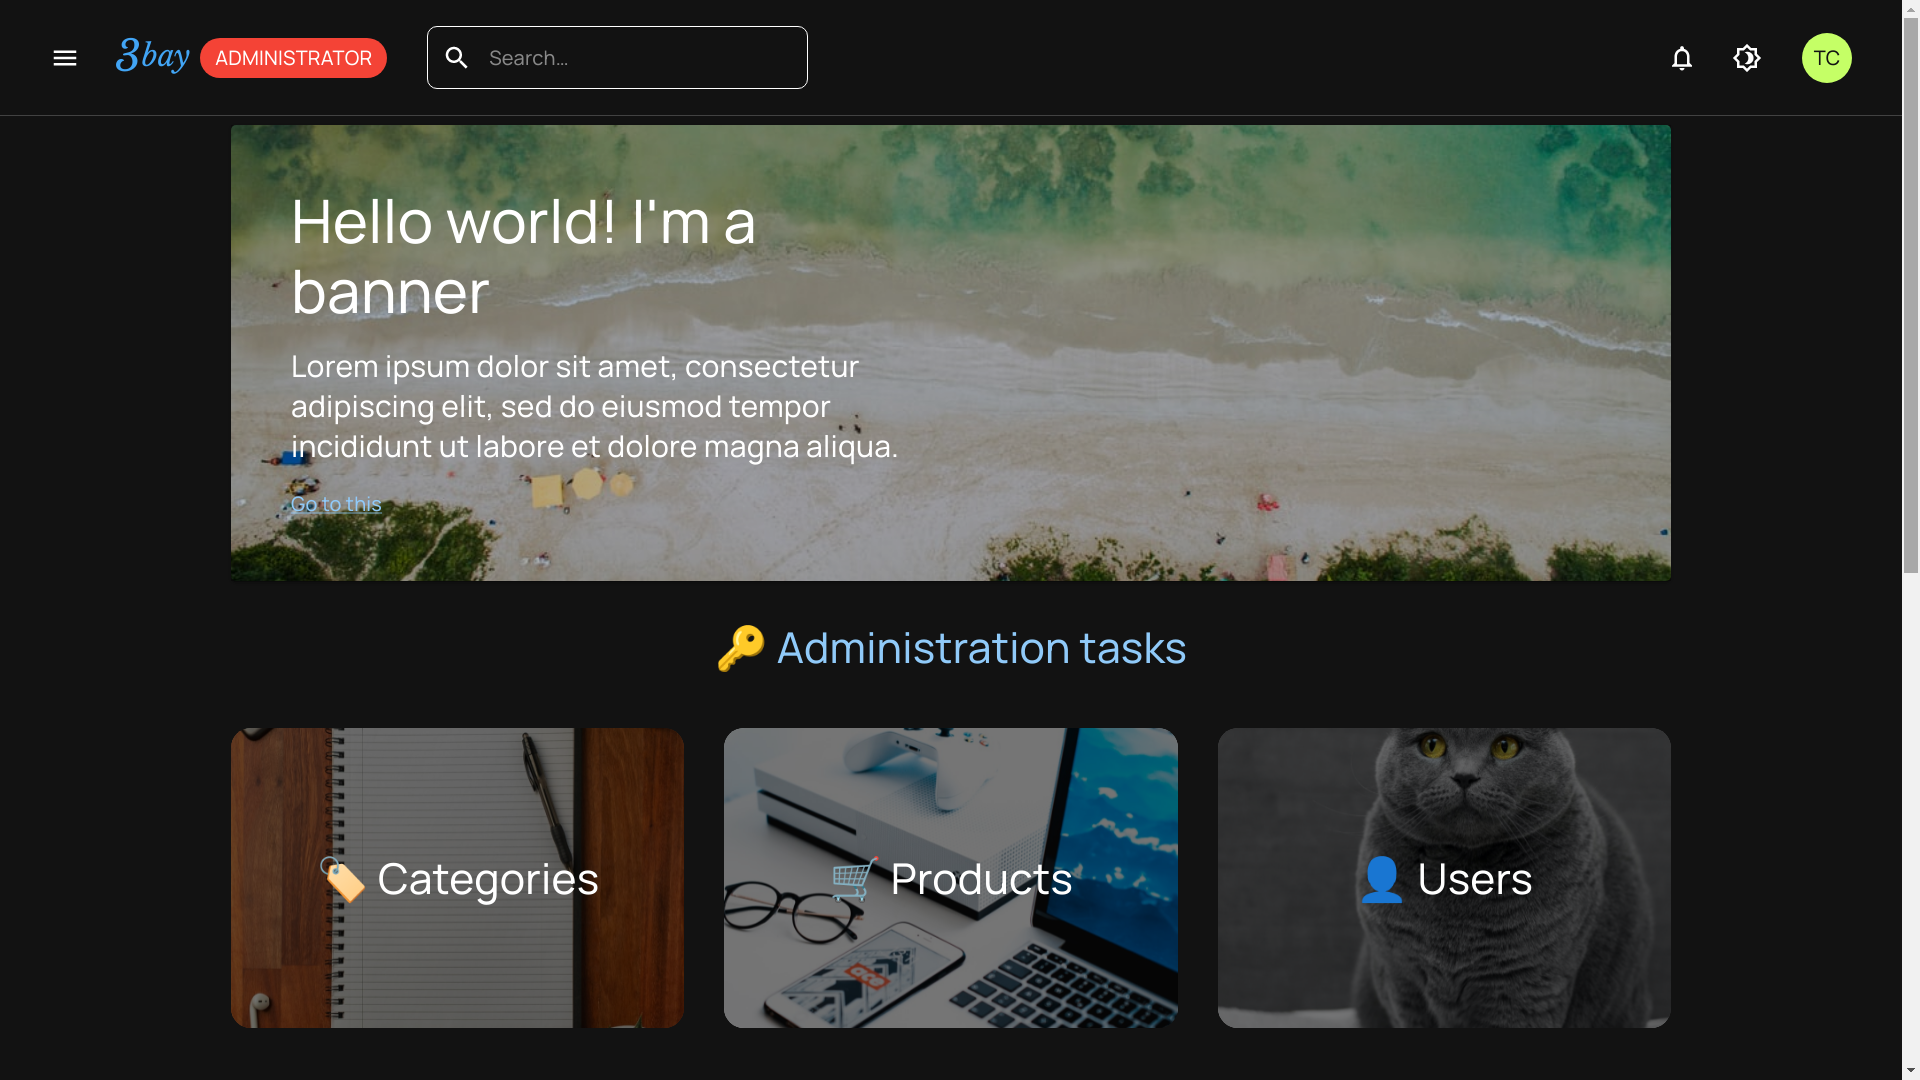 3bay
ADMINISTRATOR
Search…
TC
Hello world! I'm a
banner
Lorem ipsum dolor sit amet, consectetur
adipiscing elit, sed do eiusmod tempor
incididunt ut labore et dolore magna aliqua.
Go to this
🔑 Administration tasks
🏷️ Categories
🛒 Products
👤 Users